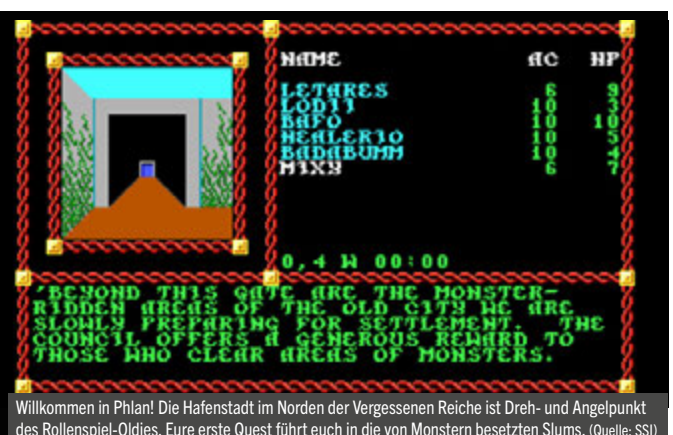 NAME AC HP
LETARES 6 9
LODII 10 3
BAFO 10 10
HEALERIO 10 5
BADABUMM 10 4
MIXY 6 7
0,4 W 00:00
'BEYOND THIS GATE ARE THE MONSTER-
RIDDEN AREAS OF THE OLD CITY WE ARE
SLOWLY PREPARING FOR SETTLEMENT. THE
COUNCIL OFFERS A GENEROUS REWARD TO
THOSE WHO CLEAR AREAS OF MONSTERS.
Willkommen in Phlan! Die Hafenstadt im Norden der Vergessenen Reiche ist Dreh- und Angelpunkt
des Rollenspiel-Oldies. Eure erste Quest führt euch in die von Monstern besetzten Slums. (Quelle: SSI)